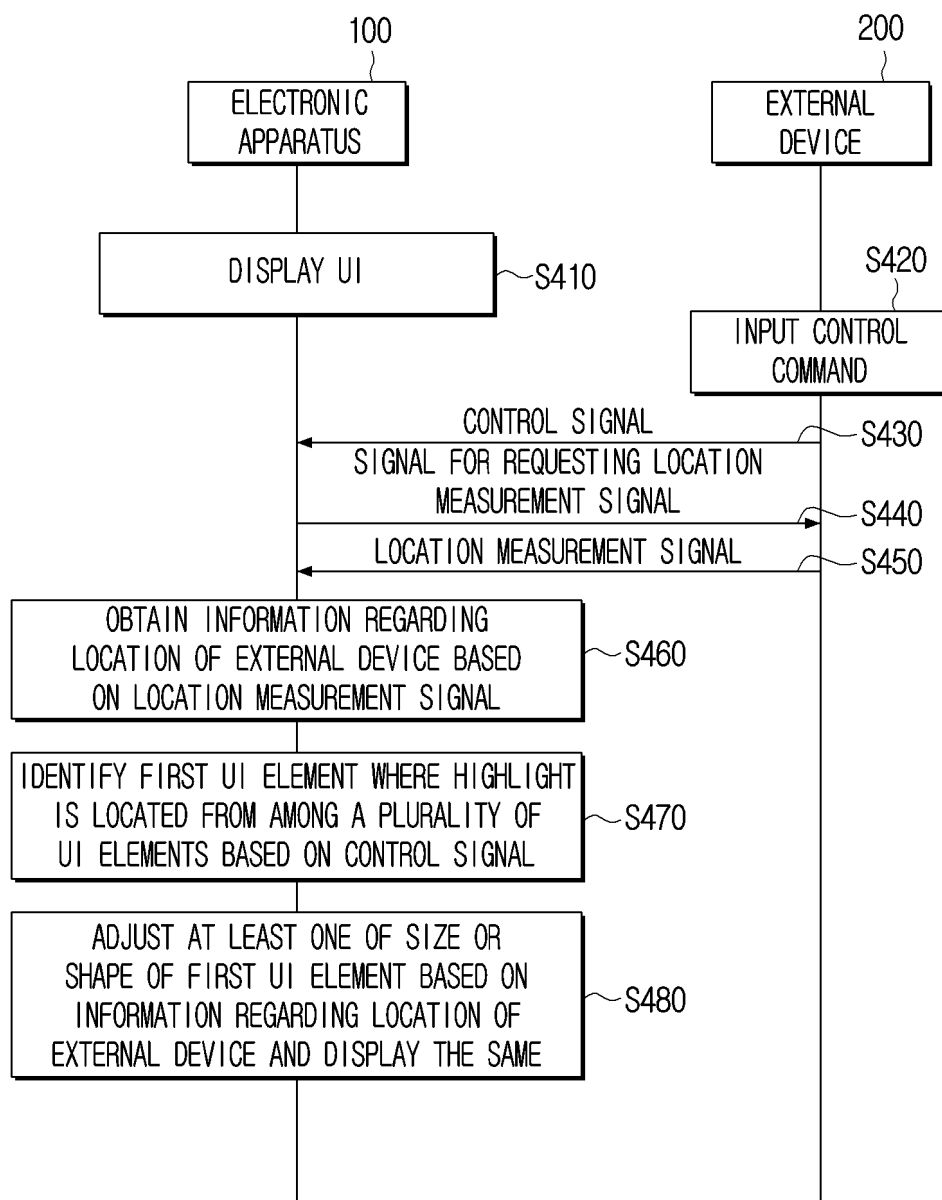 100
200
ELECTRONIC
APPARATUS
EXTERNAL
DEVICE
DISPLAY UI
S410
S420
INPUT CONTROL
COMMAND
CONTROL SIGNAL
S430
SIGNAL FOR REQUESTING LOCATION
MEASUREMENT SIGNAL
S440
LOCATION MEASUREMENT SIGNAL
S450
OBTAIN INFORMATION REGARDING
LOCATION OF EXTERNAL DEVICE BASED
ON LOCATION MEASUREMENT SIGNAL
S460
IDENTIFY FIRST UI ELEMENT WHERE HIGHLIGHT
IS LOCATED FROM AMONG A PLURALITY OF
UI ELEMENTS BASED ON CONTROL SIGNAL
S470
ADJUST AT LEAST ONE OF SIZE OR
SHAPE OF FIRST UI ELEMENT BASED ON
INFORMATION REGARDING LOCATION OF
EXTERNAL DEVICE AND DISPLAY THE SAME
S480